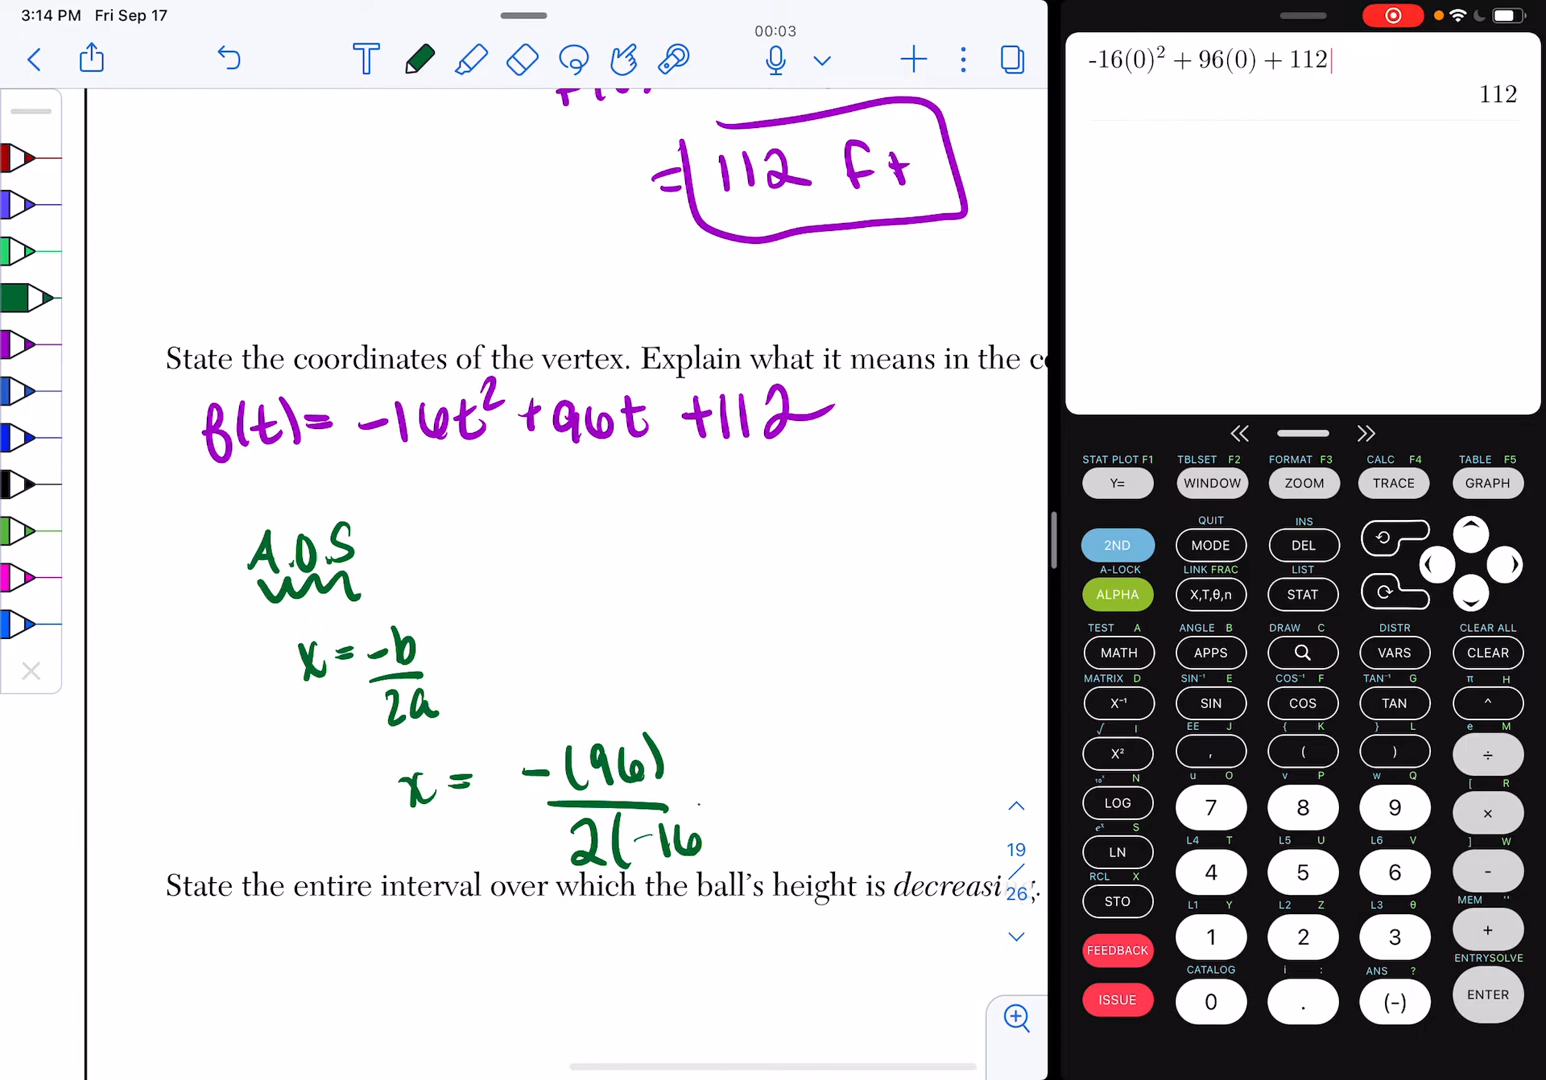 3:14 PM Fri Sep 17
00:03
T
= 112 Ft
State the coordinates of the vertex. Explain what it means in the c
f(t) = -16t² + 96t + 112
A.O.S
x = -b
2a
x = -(96)
2(-16
State the entire interval over which the ball's height is decreasi
19
26
-16(0)² + 96(0) + 112
112
STAT PLOT F1 TBLSET F2 FORMAT F3 CALC F4 TABLE F5
Y= WINDOW ZOOM TRACE GRAPH
QUIT INS
2ND MODE DEL
A-LOCK LINK FRAC LIST
ALPHA X,T,θ,n STAT
TEST A ANGLE B DRAW C DISTR CLEAR ALL
MATH APPS VARS CLEAR
MATRIX D SIN⁻¹ E COS⁻¹ F TAN⁻¹ G π H
X⁻¹ SIN COS TAN ^
√ I EE J { K } L e M
X² , ( ) ÷
10ˣ N u O v P w Q [ R
LOG 7 8 9 ×
eˣ S L4 T L5 U L6 V ] W
LN 4 5 6 -
RCL X L1 Y L2 Z L3 θ MEM "
STO 1 2 3 +
FEEDBACK CATALOG i : ANS ? ENTRY SOLVE
ISSUE 0 . (-) ENTER